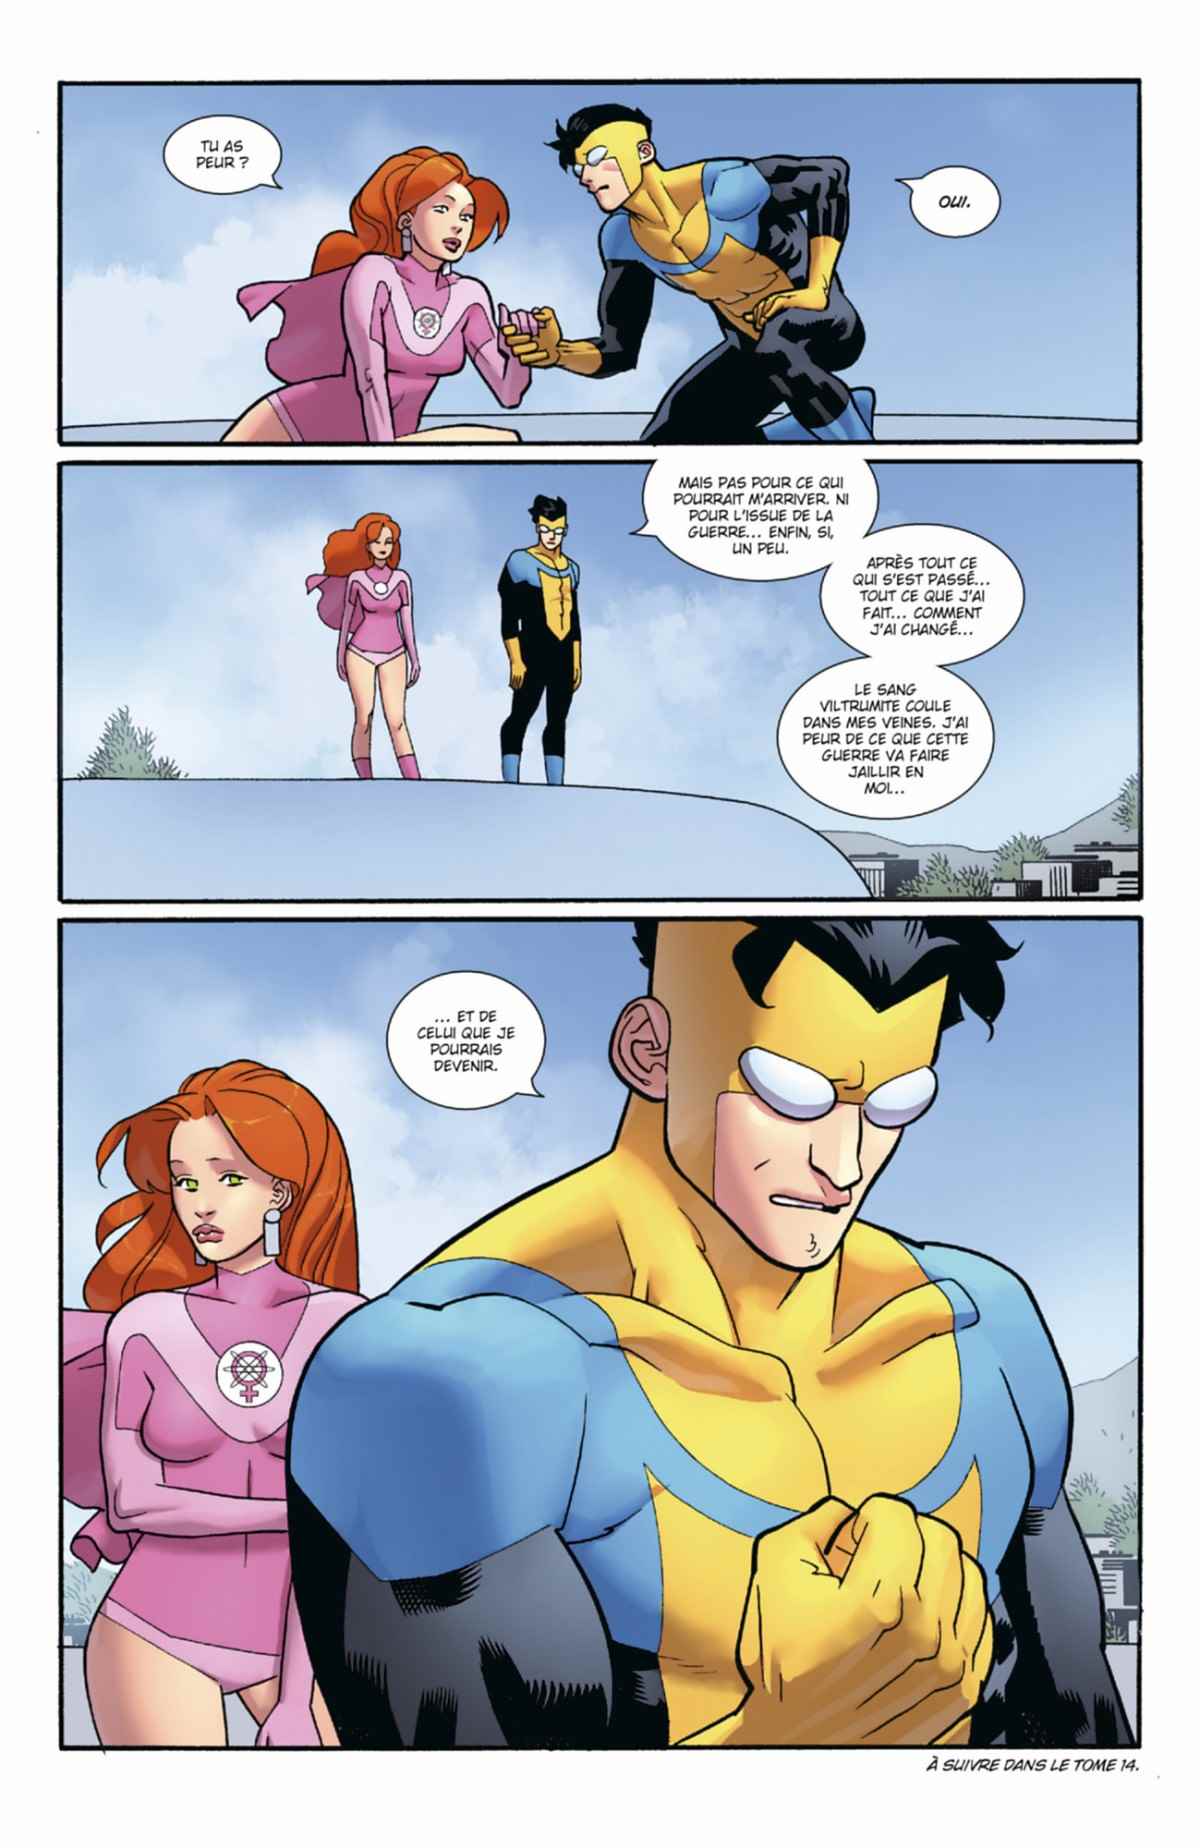 TU AS
PEUR ?
OUI.
MAIS PAS POUR CE QUI
POURRAIT M'ARRIVER. NI
POUR L'ISSUE DE LA
GUERRE... ENFIN, SI,
UN PEU.
APRÈS TOUT CE
QUI S'EST PASSÉ...
TOUT CE QUE J'AI
FAIT... COMMENT
J'AI CHANGÉ...
LE SANG
VILTRUMITE COULE
DANS MES VEINES. J'AI
PEUR DE CE QUE CETTE
GUERRE VA FAIRE
JAILLIR EN
MOI...
... ET DE
CELUI QUE JE
POURRAIS
DEVENIR.
À SUIVRE DANS LE TOME 14.